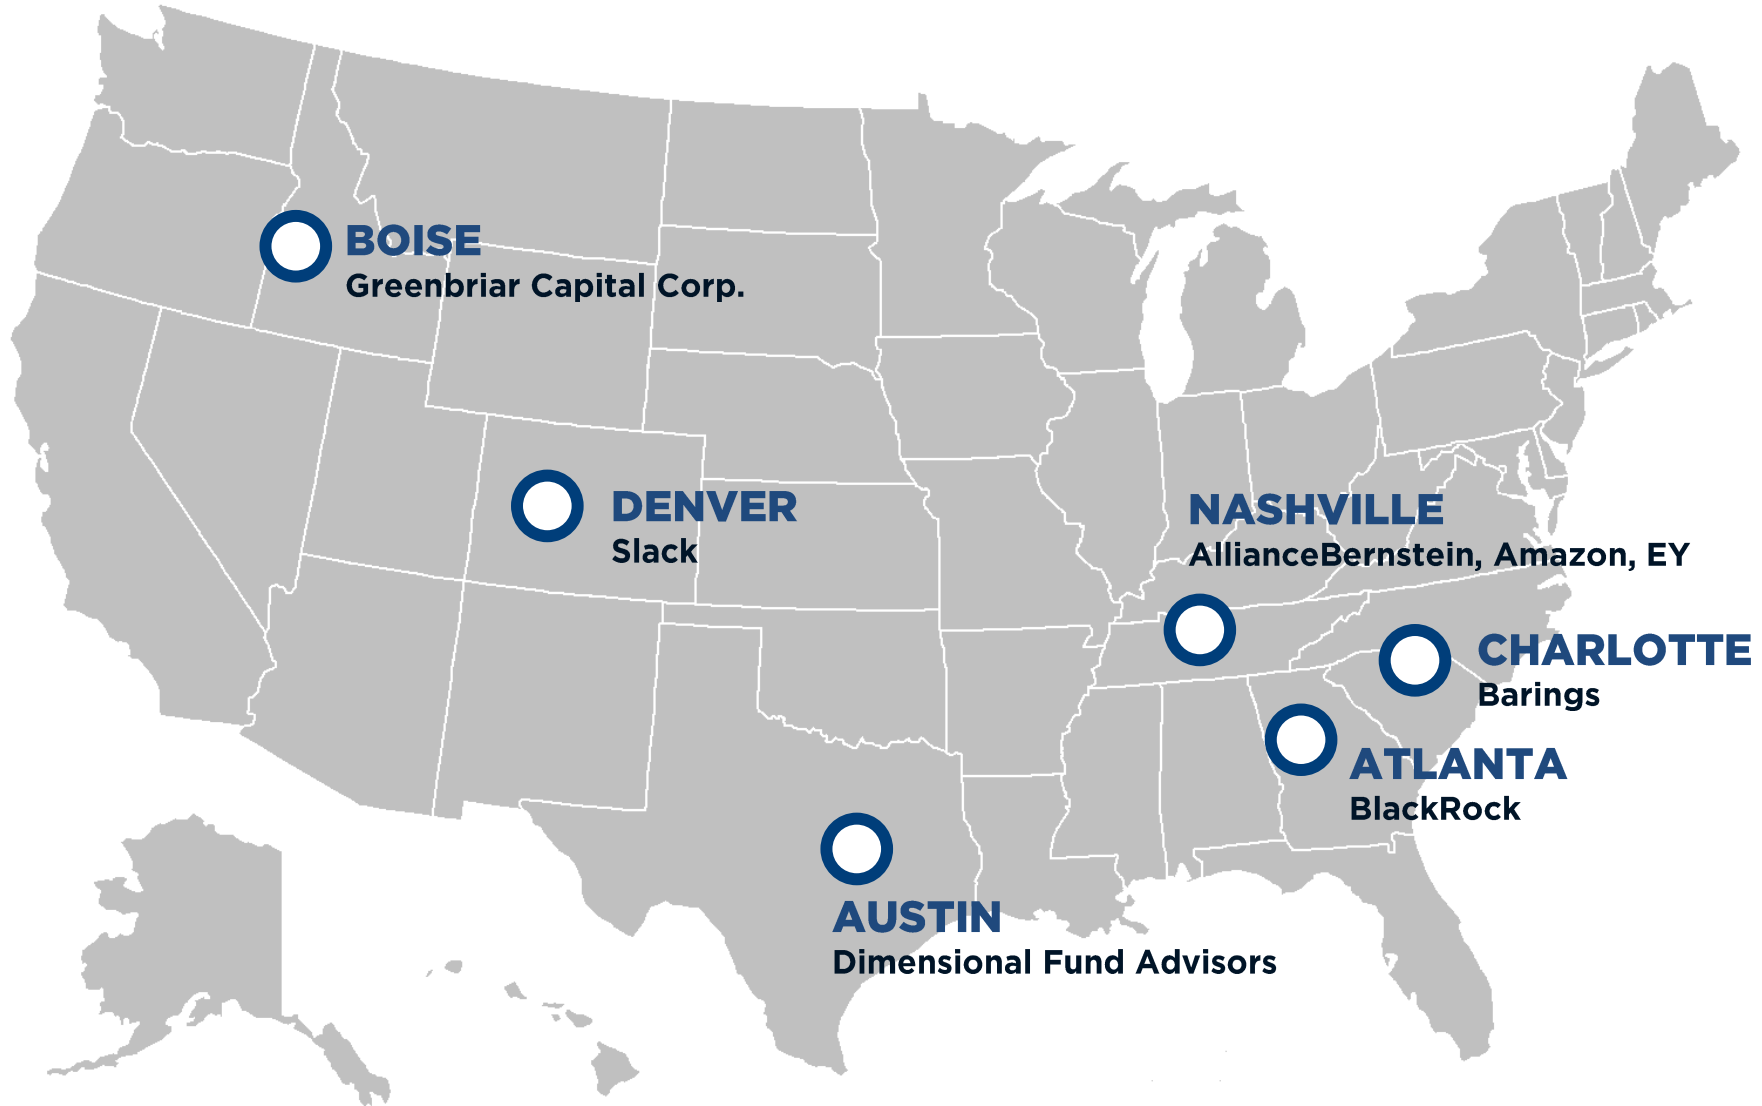 BOISE
Greenbriar Capital Corp.
DENVER
Slack
NASHVILLE
AllianceBernstein, Amazon, EY
CHARLOTTE
Barings
ATLANTA
BlackRock
AUSTIN
Dimensional Fund Advisors